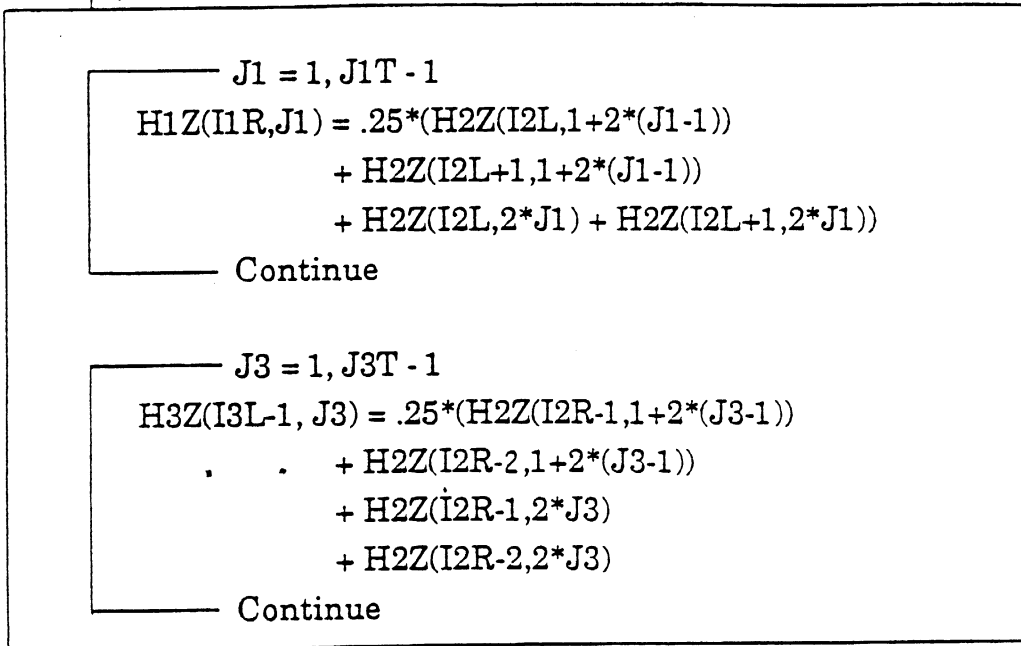 J1 = 1, J1T - 1
H1Z(I1R,J1) = .25*(H2Z(I2L,1+2*(J1-1))
+ H2Z(I2L+1,1+2*(J1-1))
+ H2Z(I2L,2*J1) + H2Z(I2L+1,2*J1))
Continue
J3 = 1, J3T - 1
H3Z(I3L-1, J3) = .25*(H2Z(I2R-1,1+2*(J3-1))
+ H2Z(I2R-2,1+2*(J3-1))
+ H2Z(I2R-1,2*J3)
+ H2Z(I2R-2,2*J3)
Continue